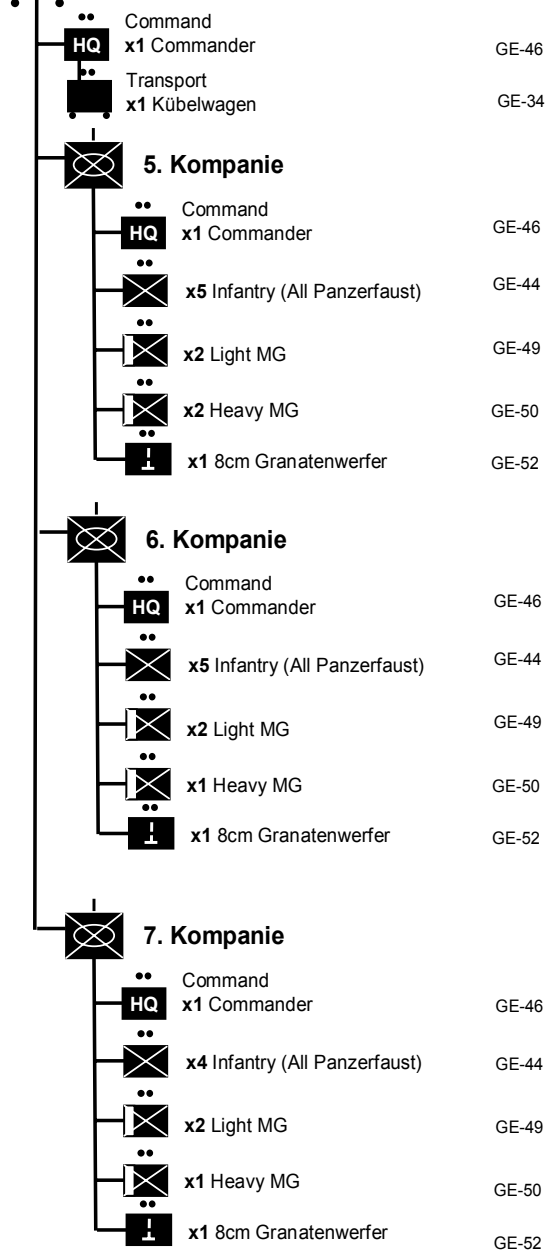 Command
HQ x1 Commander GE-46
Transport
x1 Kübelwagen GE-34
5. Kompanie
Command
HQ x1 Commander GE-46
x5 Infantry (All Panzerfaust) GE-44
x2 Light MG GE-49
x2 Heavy MG GE-50
x1 8cm Granatenwerfer GE-52
6. Kompanie
Command
HQ x1 Commander GE-46
x5 Infantry (All Panzerfaust) GE-44
x2 Light MG GE-49
x1 Heavy MG GE-50
x1 8cm Granatenwerfer GE-52
7. Kompanie
Command
HQ x1 Commander GE-46
x4 Infantry (All Panzerfaust) GE-44
x2 Light MG GE-49
x1 Heavy MG GE-50
x1 8cm Granatenwerfer GE-52